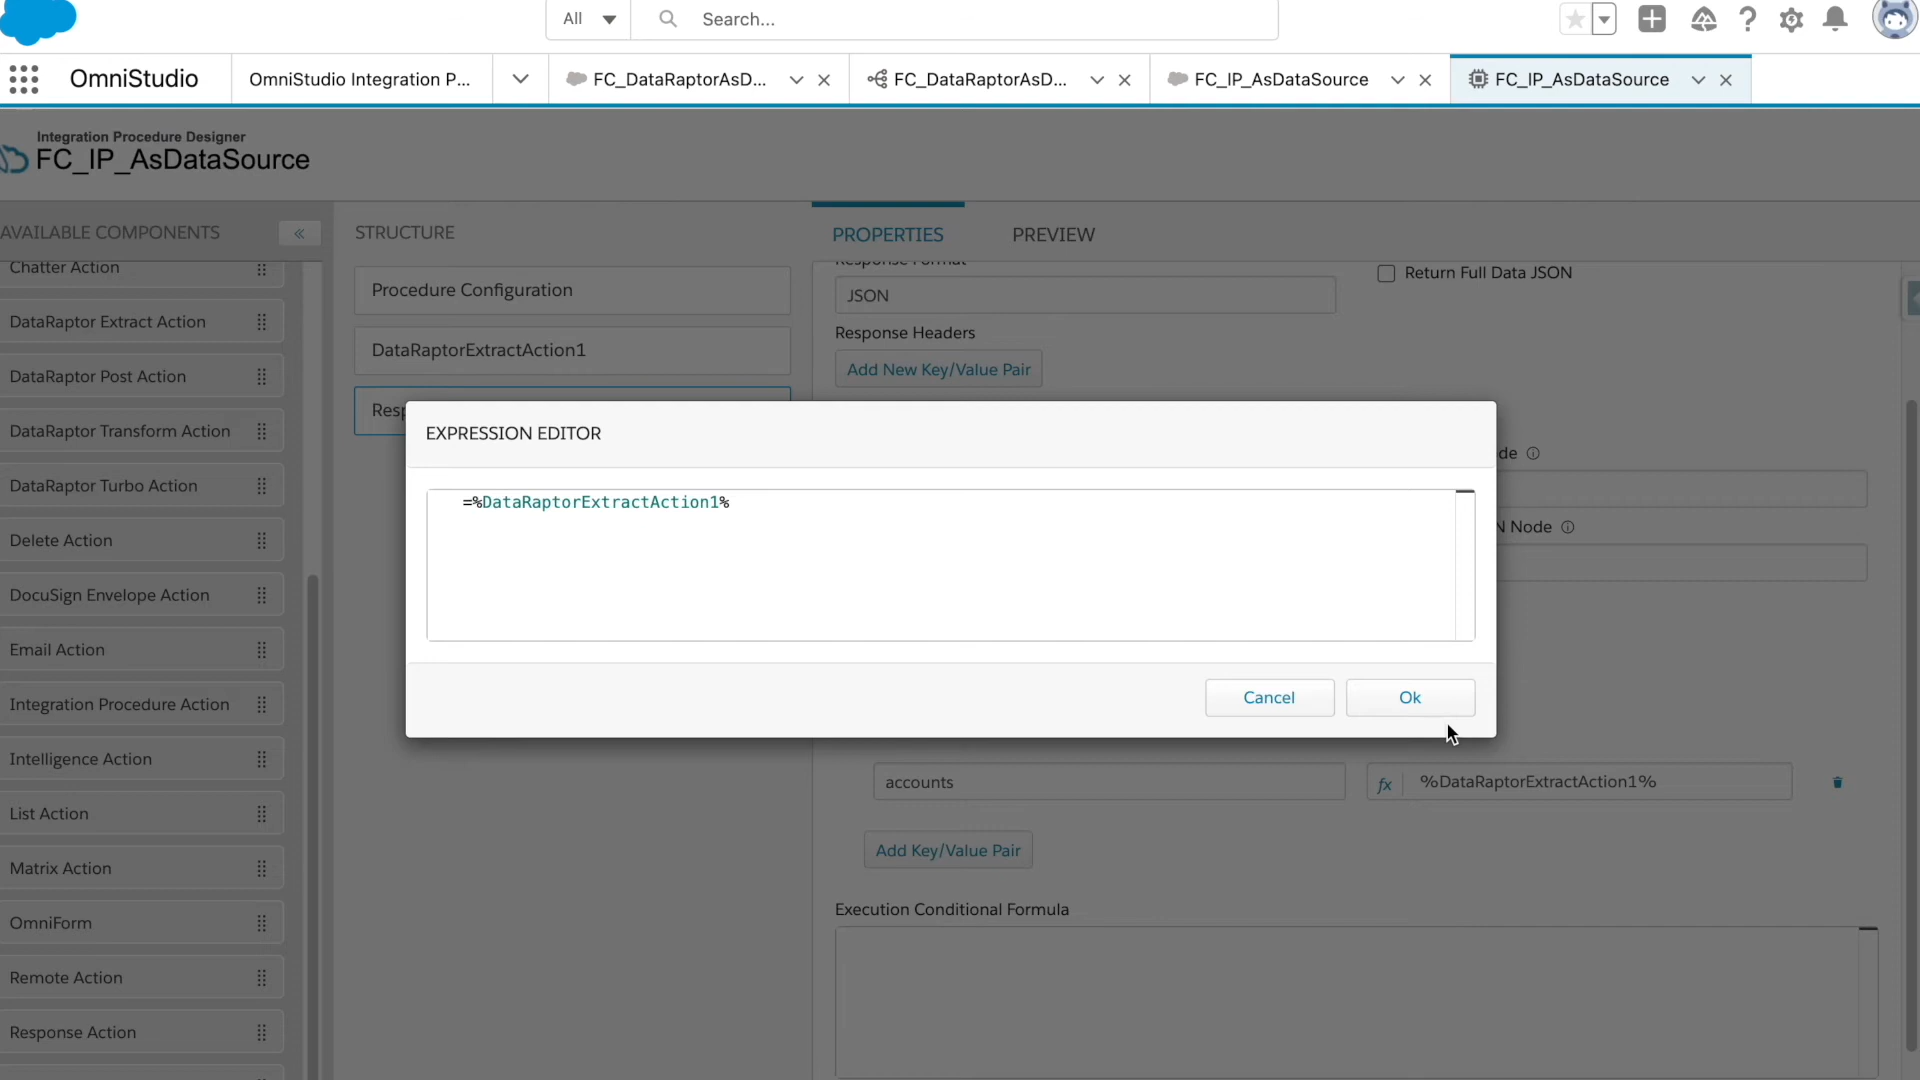 All
Search...
OmniStudio
OmniStudio Integration P...
FC_DataRaptorAsD...
FC_DataRaptorAsD...
FC_IP_AsDataSource
FC_IP_AsDataSource
Integration Procedure Designer
FC_IP_AsDataSource
AVAILABLE COMPONENTS
«
Chatter Action
DataRaptor Extract Action
DataRaptor Post Action
DataRaptor Transform Action
DataRaptor Turbo Action
Delete Action
DocuSign Envelope Action
Email Action
Integration Procedure Action
Intelligence Action
List Action
Matrix Action
OmniForm
Remote Action
Response Action
STRUCTURE
Procedure Configuration
DataRaptorExtractAction1
Resp
PROPERTIES
PREVIEW
Response Format
JSON
Return Full Data JSON
Response Headers
Add New Key/Value Pair
de
N Node
EXPRESSION EDITOR
=%DataRaptorExtractAction1%
Cancel
Ok
accounts
fx
%DataRaptorExtractAction1%
Add Key/Value Pair
Execution Conditional Formula